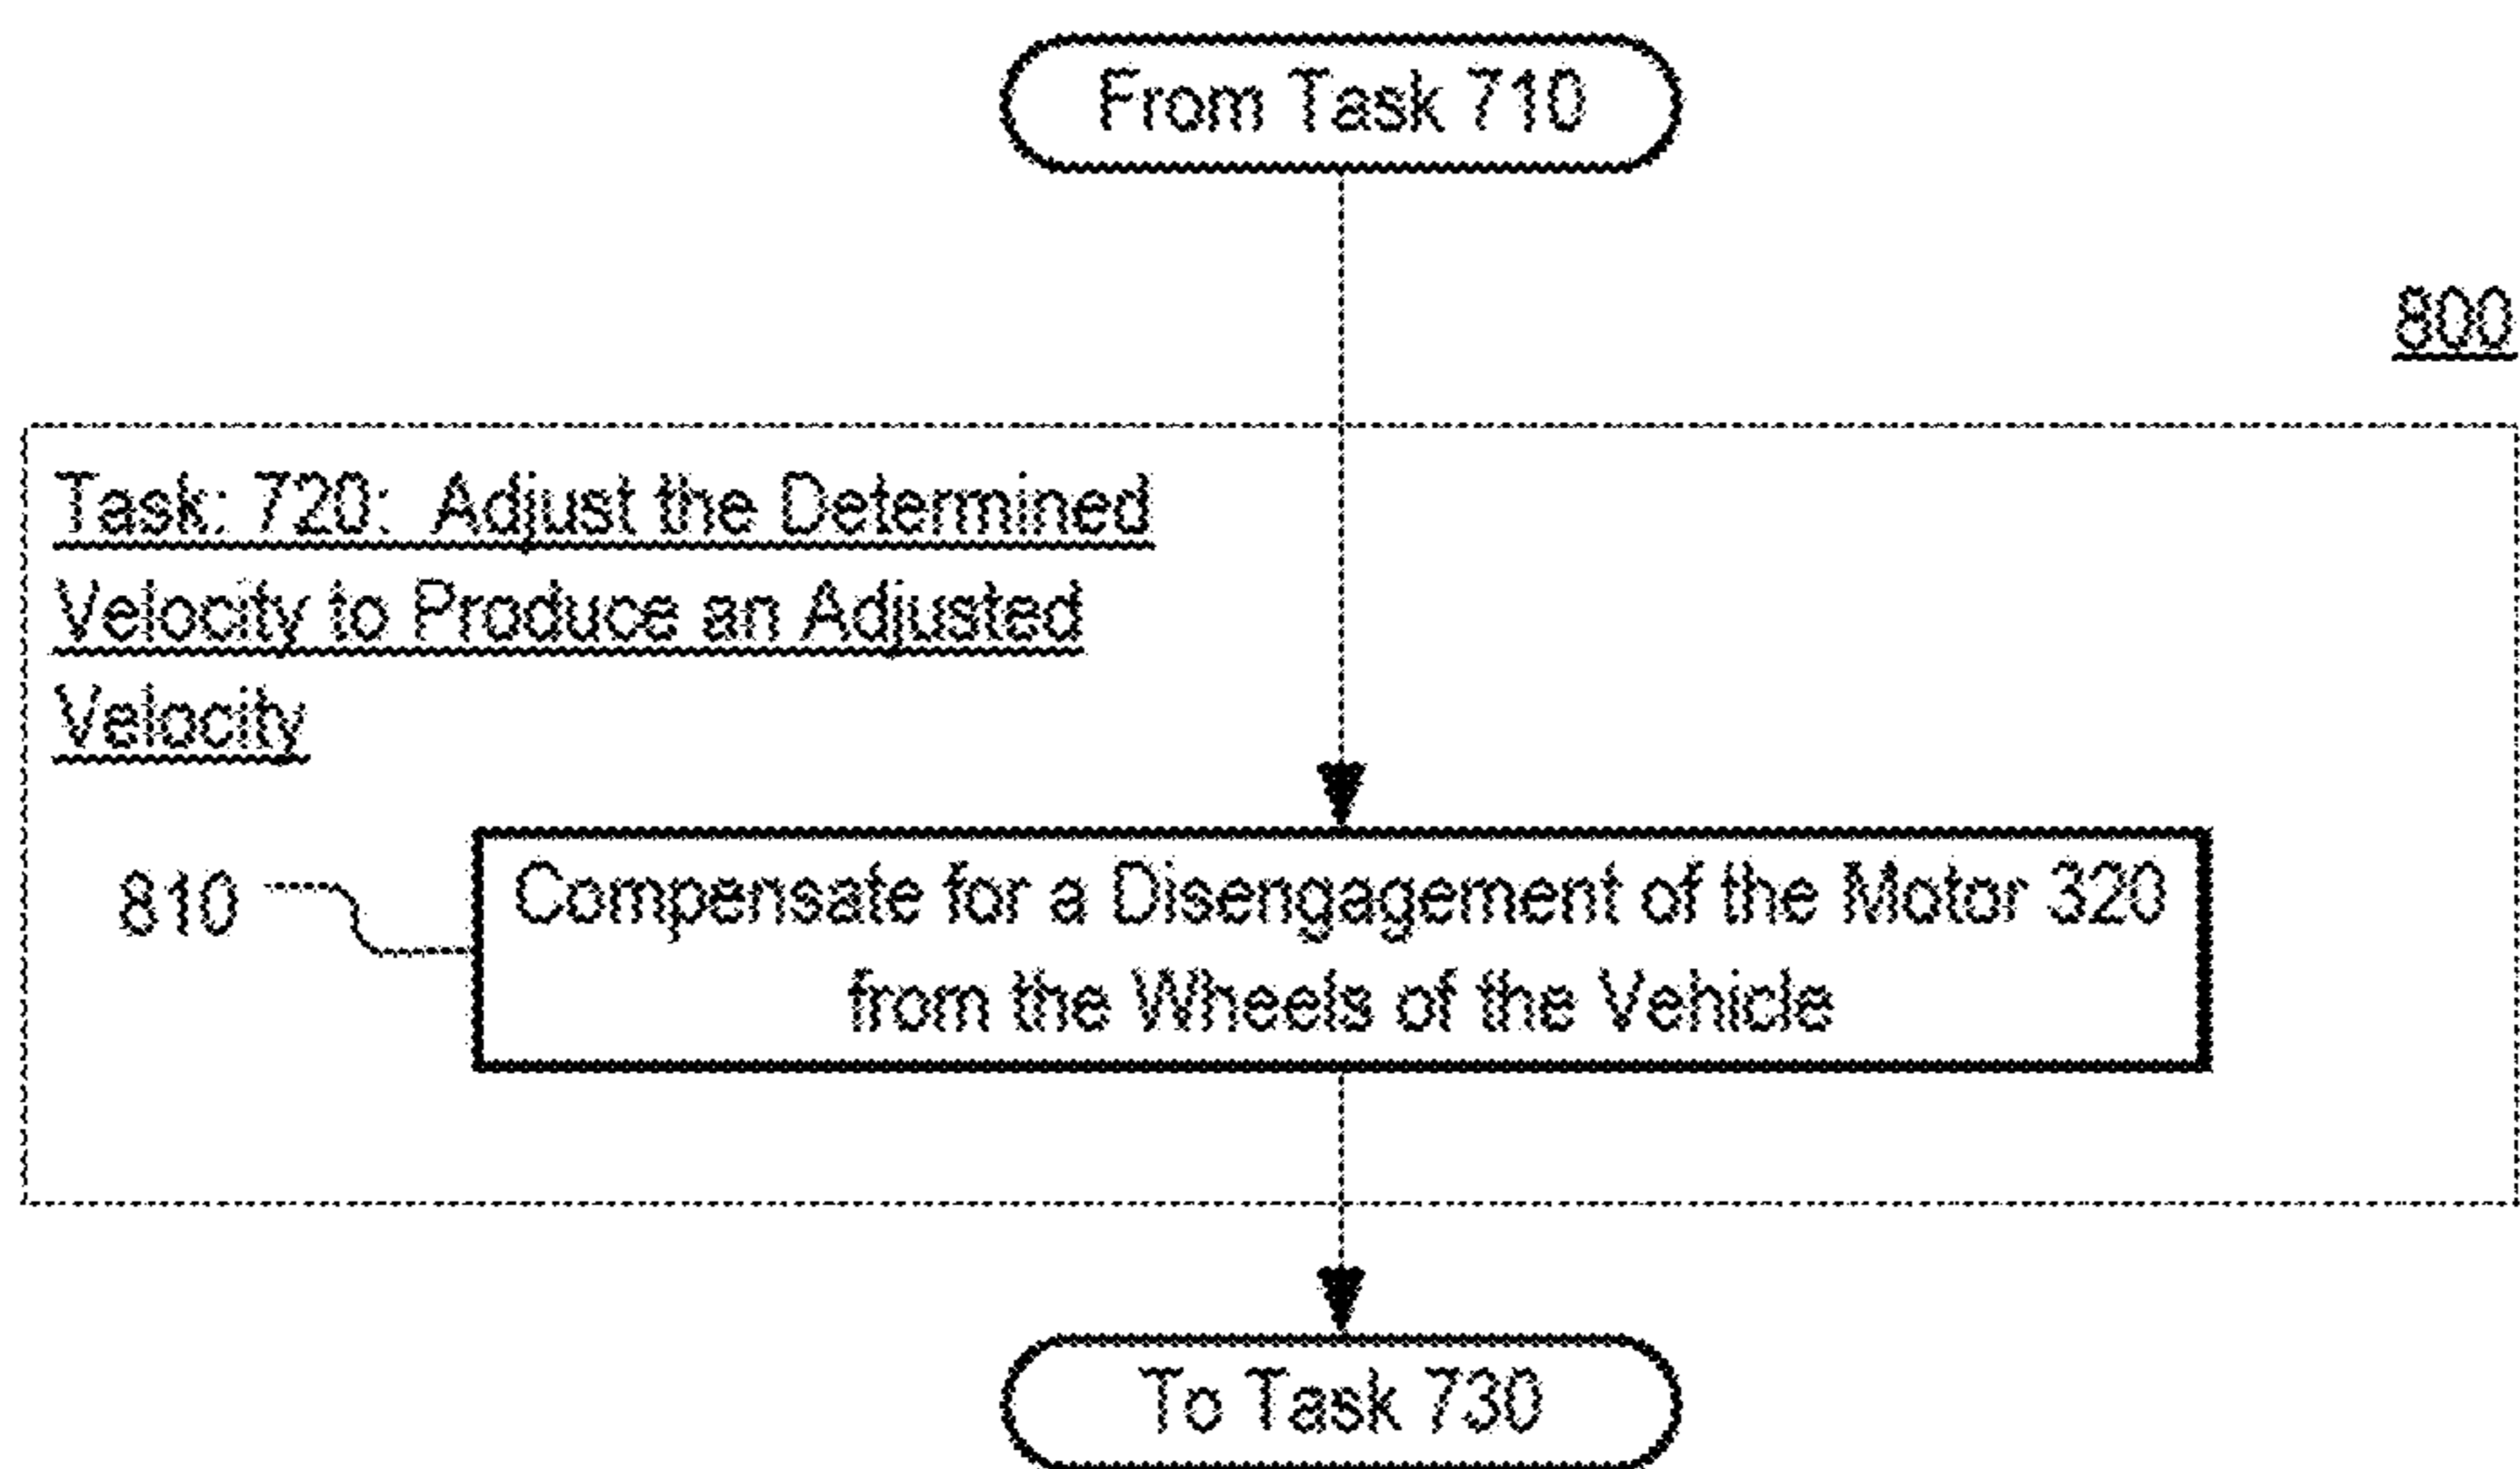 From Task 710
800
Task: 720: Adjust the Determined
Velocity to Produce an Adjusted
Velocity
810
Compensate for a Disengagement of the Motor 320
from the Wheels of the Vehicle
To Task 730